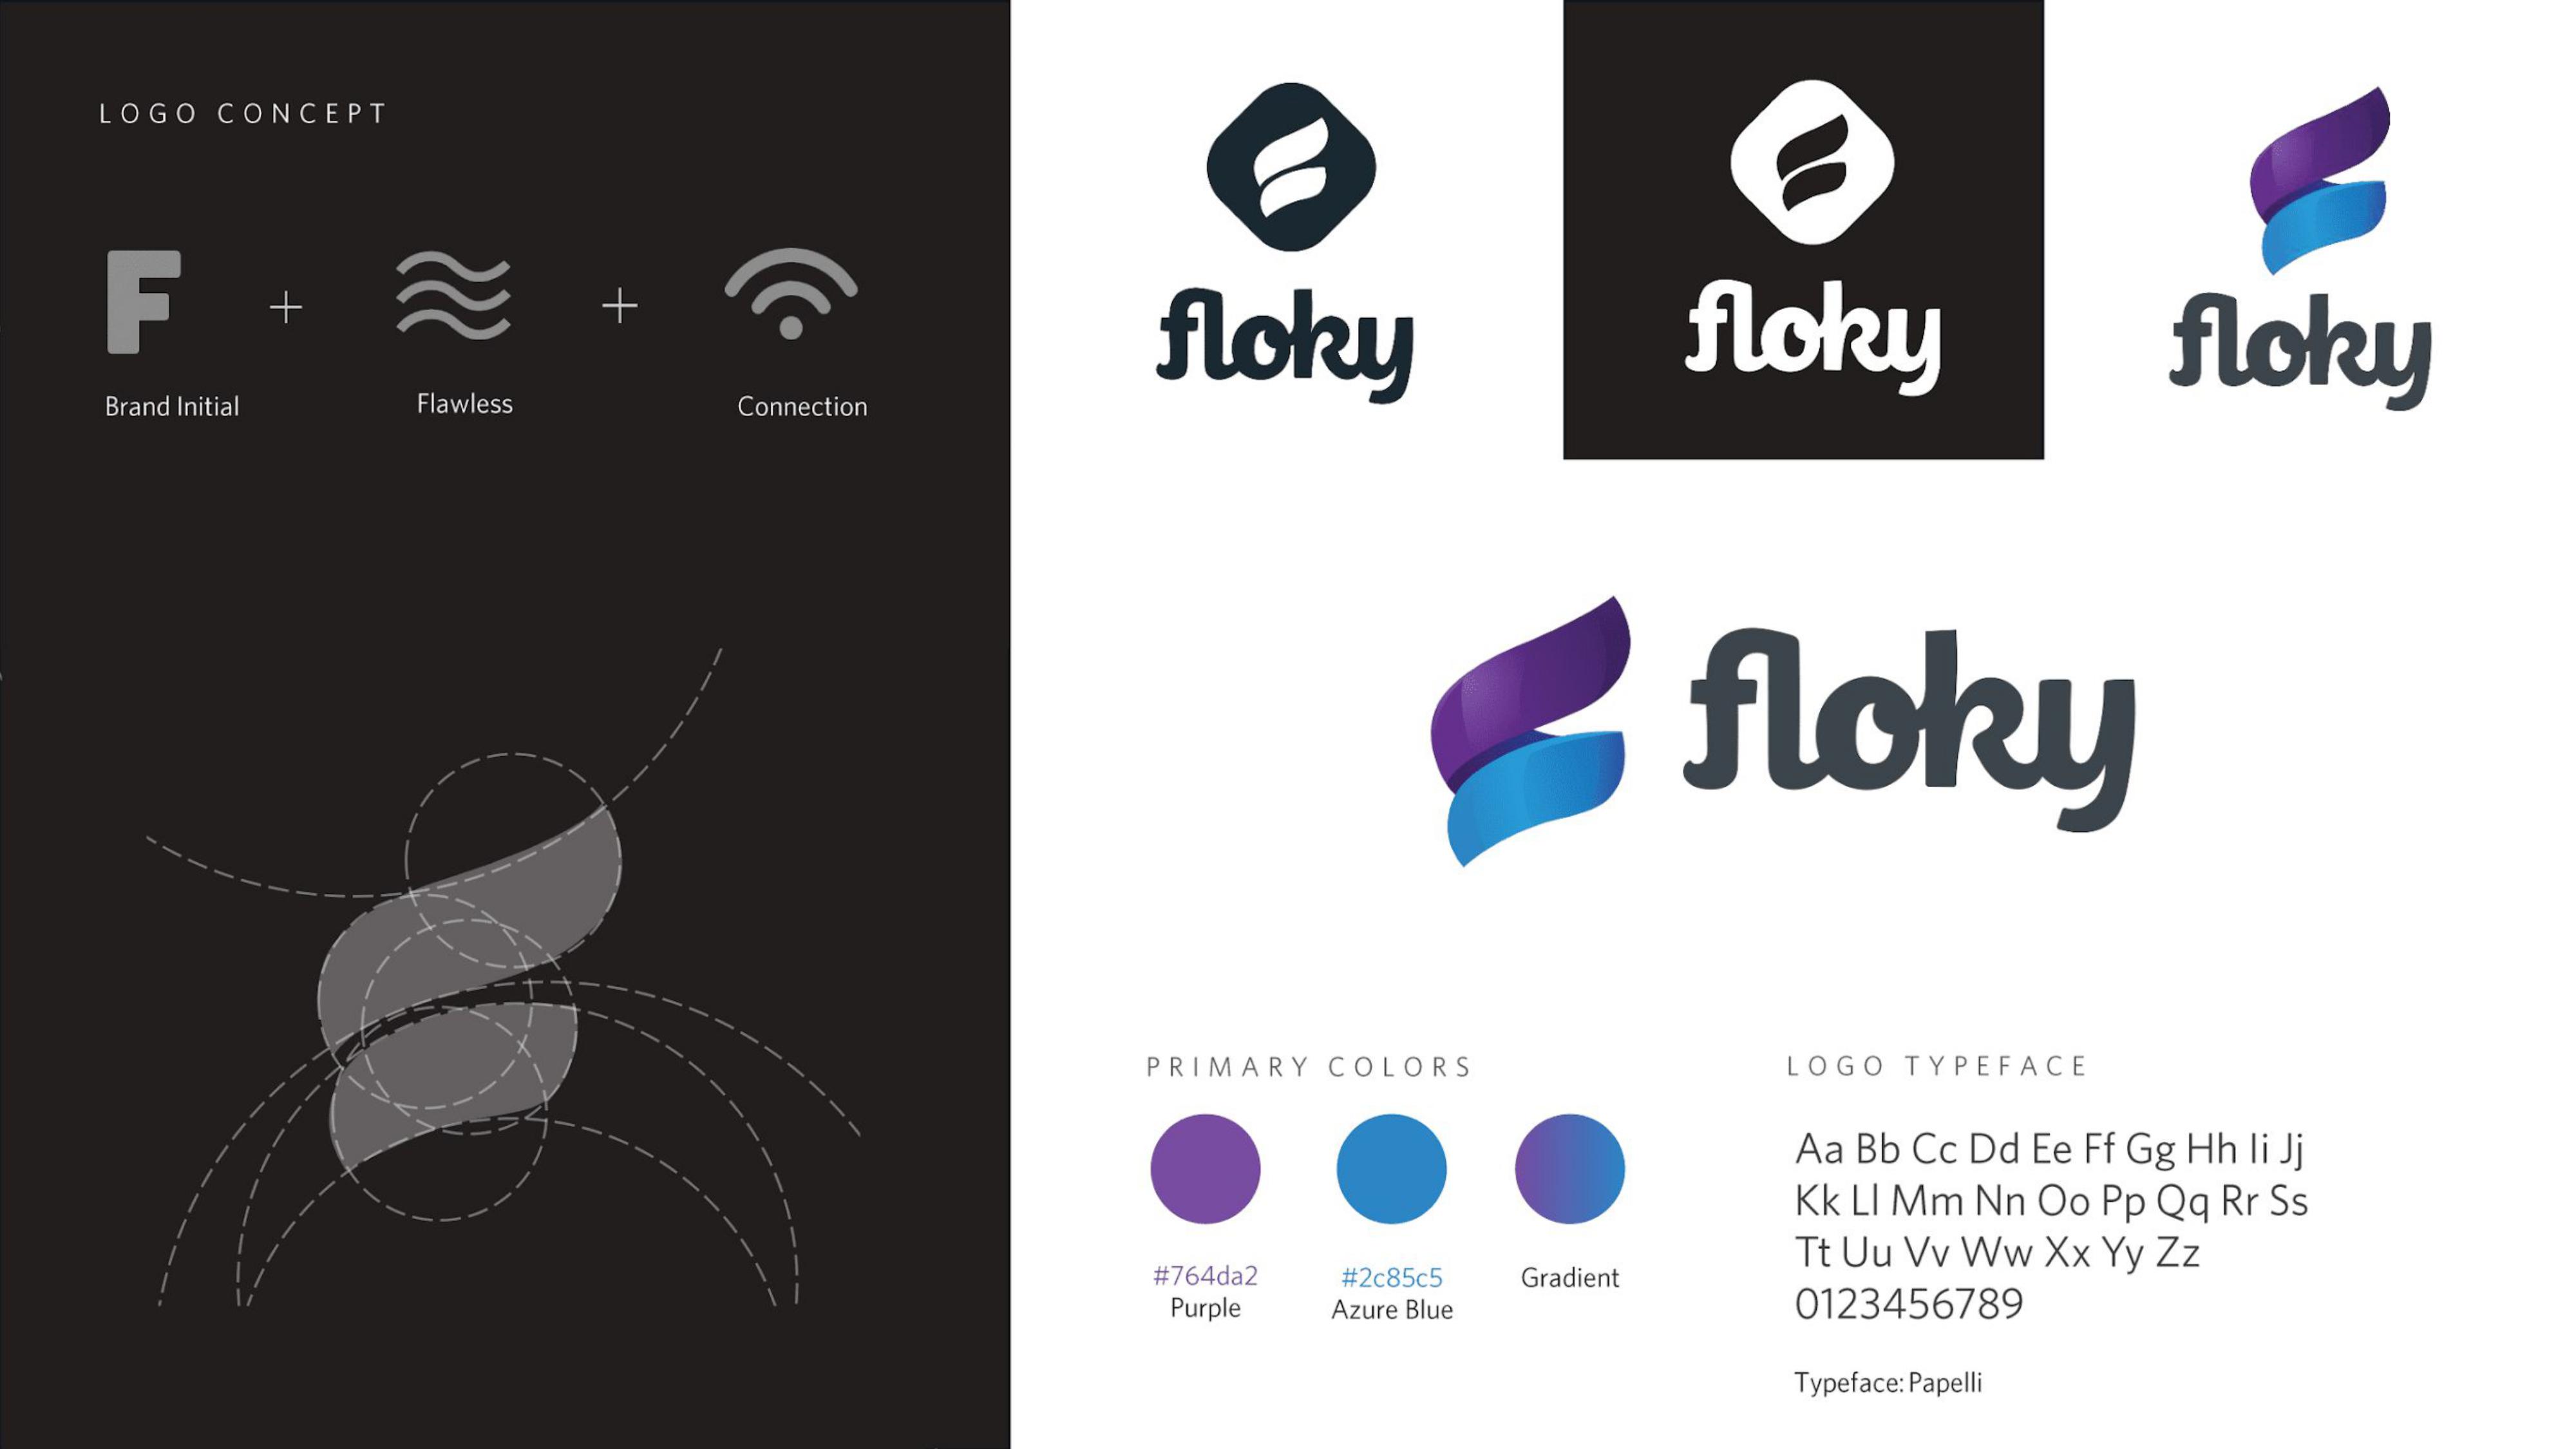 LOGO CONCEPT
F
Brand Initial
Flawless
Connection
floky
floky
floky
floky
PRIMARY COLORS
#764da2
Purple
#2c85c5
Azure Blue
Gradient
LOGO TYPEFACE
Aa Bb Cc Dd Ee Ff Gg Hh Ii Jj
Kk Ll Mm Nn Oo Pp Qq Rr Ss
Tt Uu Vv Ww Xx Yy Zz
0123456789
Typeface: Papelli